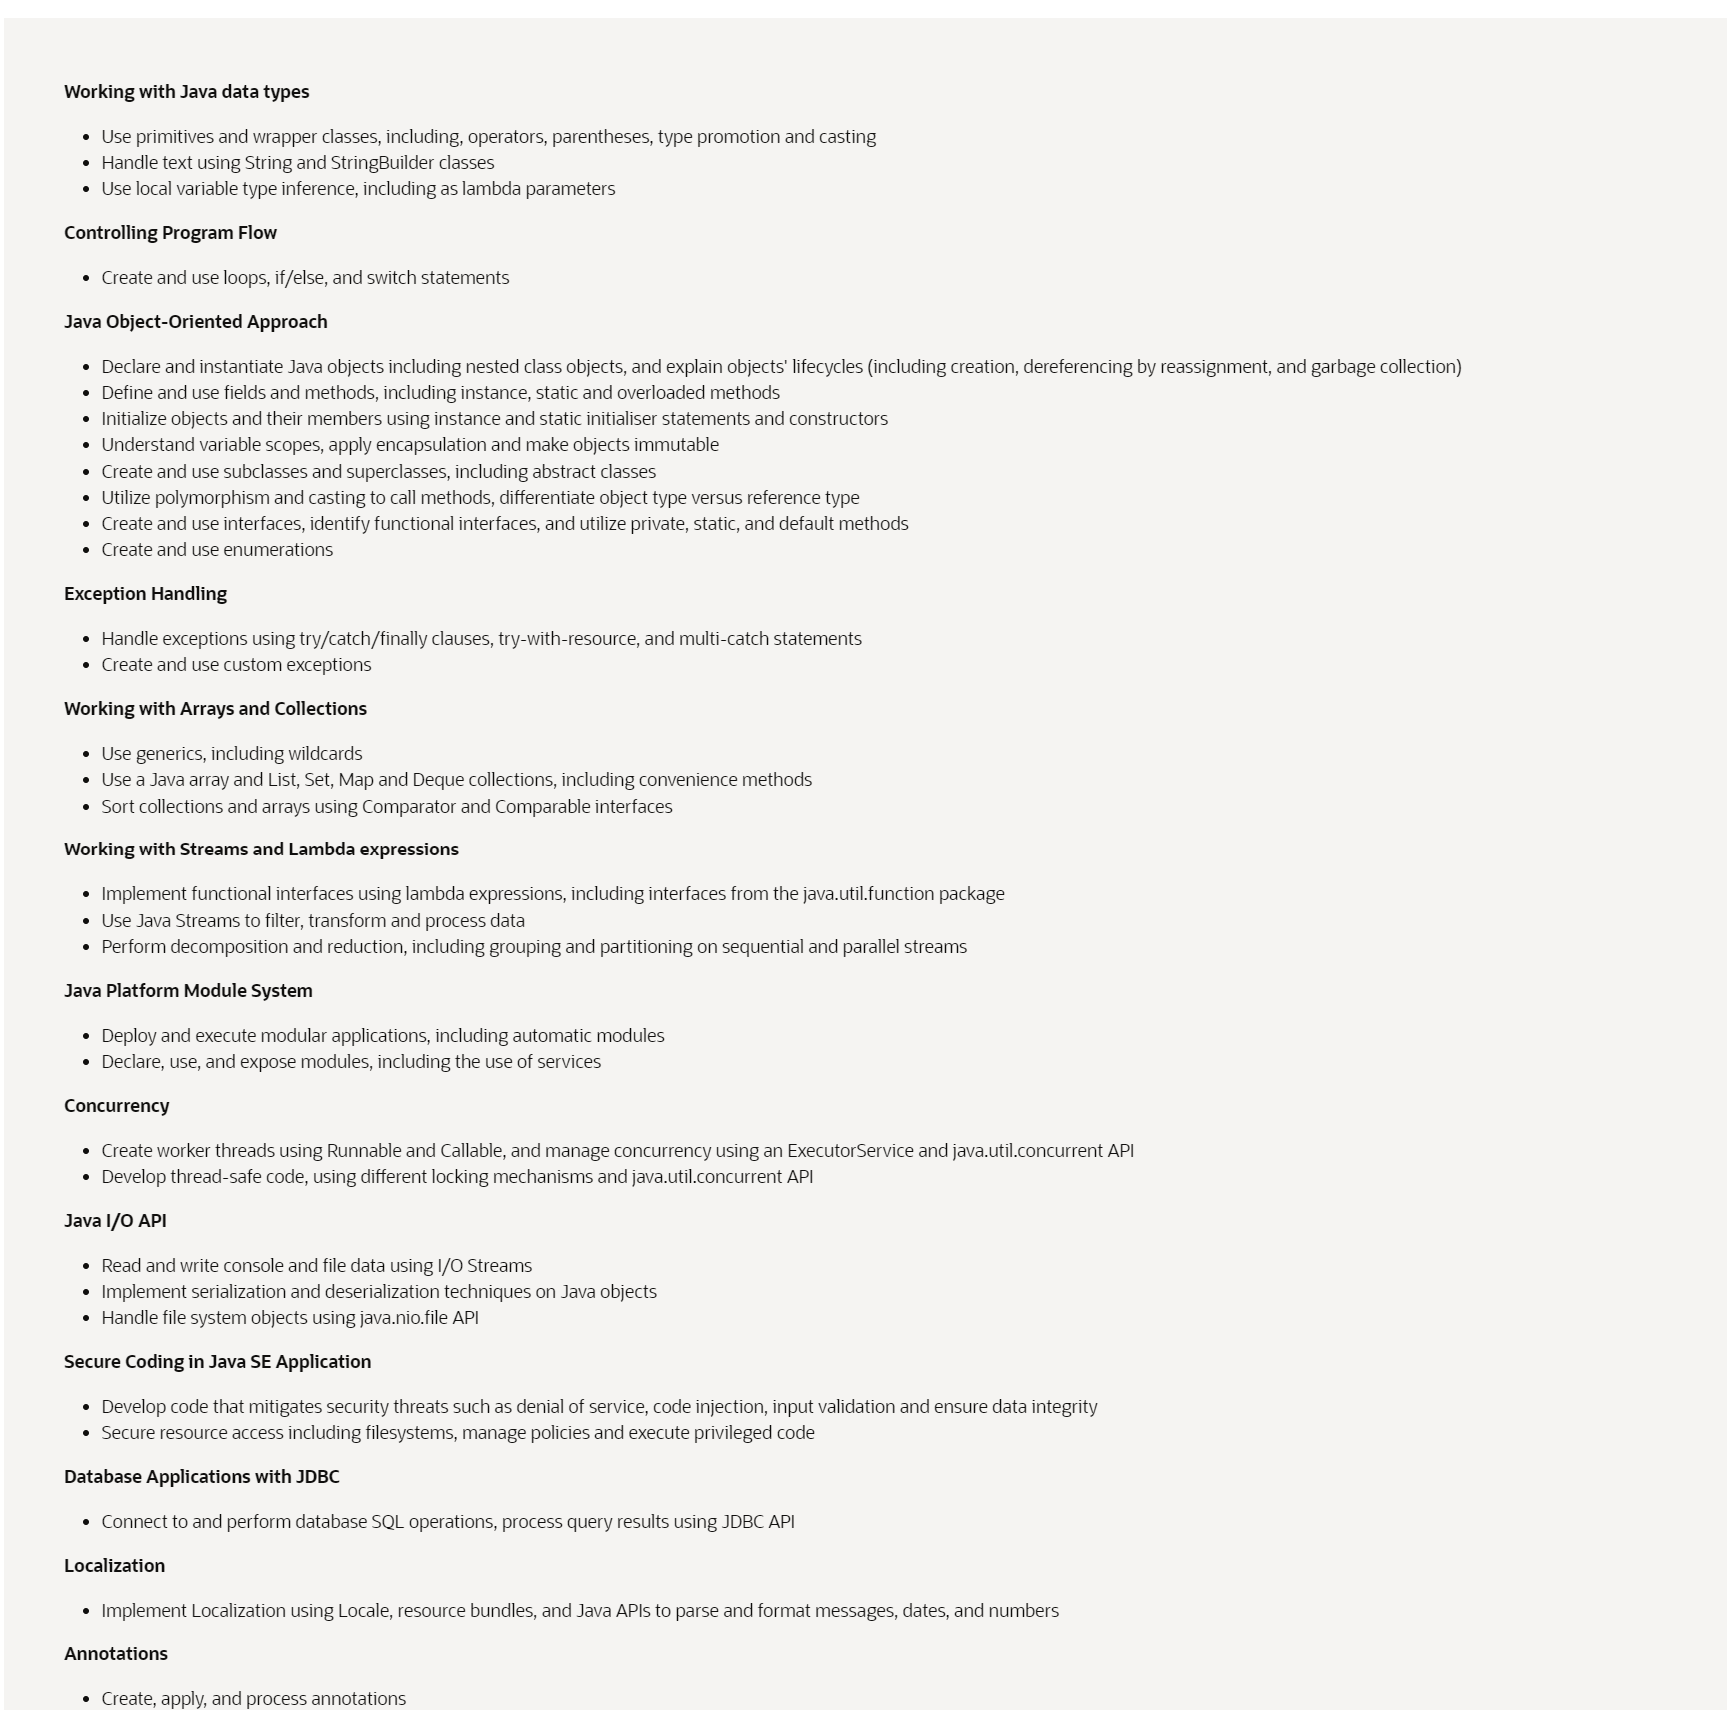 Working with Java data types
Use primitives and wrapper classes, including, operators, parentheses, type promotion and casting
Handle text using String and StringBuilder classes
Use local variable type inference, including as lambda parameters
Controlling Program Flow
Create and use loops, if/else, and switch statements
Java Object-Oriented Approach
Declare and instantiate Java objects including nested class objects, and explain objects' lifecycles (including creation, dereferencing by reassignment, and garbage collection)
Define and use fields and methods, including instance, static and overloaded methods
Initialize objects and their members using instance and static initialiser statements and constructors
Understand variable scopes, apply encapsulation and make objects immutable
Create and use subclasses and superclasses, including abstract classes
Utilize polymorphism and casting to call methods, differentiate object type versus reference type
Create and use interfaces, identify functional interfaces, and utilize private, static, and default methods
Create and use enumerations
Exception Handling
Handle exceptions using try/catch/finally clauses, try-with-resource, and multi-catch statements
Create and use custom exceptions
Working with Arrays and Collections
Use generics, including wildcards
Use a Java array and List, Set, Map and Deque collections, including convenience methods
Sort collections and arrays using Comparator and Comparable interfaces
Working with Streams and Lambda expressions
Implement functional interfaces using lambda expressions, including interfaces from the java.util.function package
Use Java Streams to filter, transform and process data
Perform decomposition and reduction, including grouping and partitioning on sequential and parallel streams
Java Platform Module System
Deploy and execute modular applications, including automatic modules
Declare, use, and expose modules, including the use of services
Concurrency
Create worker threads using Runnable and Callable, and manage concurrency using an ExecutorService and java.util.concurrent API
Develop thread-safe code, using different locking mechanisms and java.util.concurrent API
Java I/O API
Read and write console and file data using I/O Streams
Implement serialization and deserialization techniques on Java objects
Handle file system objects using java.nio.file API
Secure Coding in Java SE Application
Develop code that mitigates security threats such as denial of service, code injection, input validation and ensure data integrity
Secure resource access including filesystems, manage policies and execute privileged code
Database Applications with JDBC
Connect to and perform database SQL operations, process query results using JDBC API
Localization
Implement Localization using Locale, resource bundles, and Java APIs to parse and format messages, dates, and numbers
Annotations
Create, apply, and process annotations